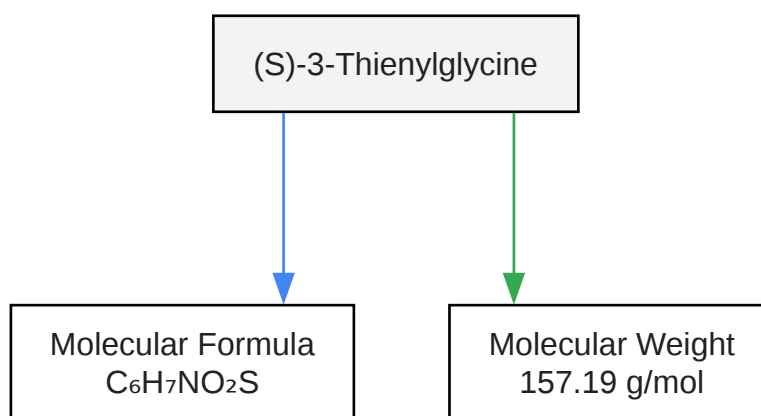 (S)-3-Thienylglycine
Molecular Formula
C₆H₇NO₂S
Molecular Weight
157.19 g/mol